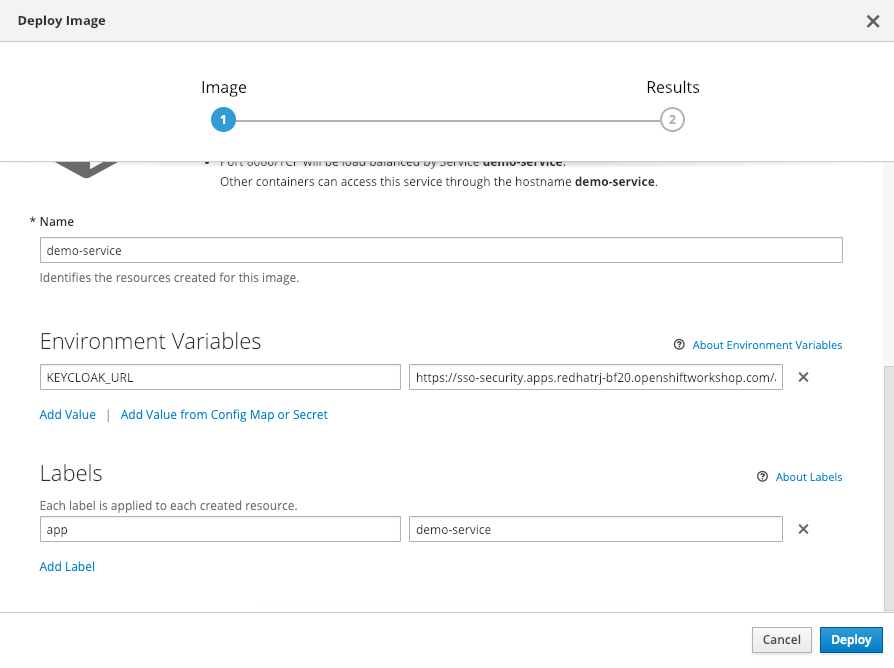 Deploy Image
Image
Results
1
2
Port 8080/TCP will be load balanced by Service demo-service.
Other containers can access this service through the hostname demo-service.
* Name
demo-service
Identifies the resources created for this image.
Environment Variables
About Environment Variables
KEYCLOAK_URL
https://sso-security.apps.redhatrj-bf20.openshiftworkshop.com/
Add Value | Add Value from Config Map or Secret
Labels
About Labels
Each label is applied to each created resource.
app
demo-service
Add Label
Cancel
Deploy